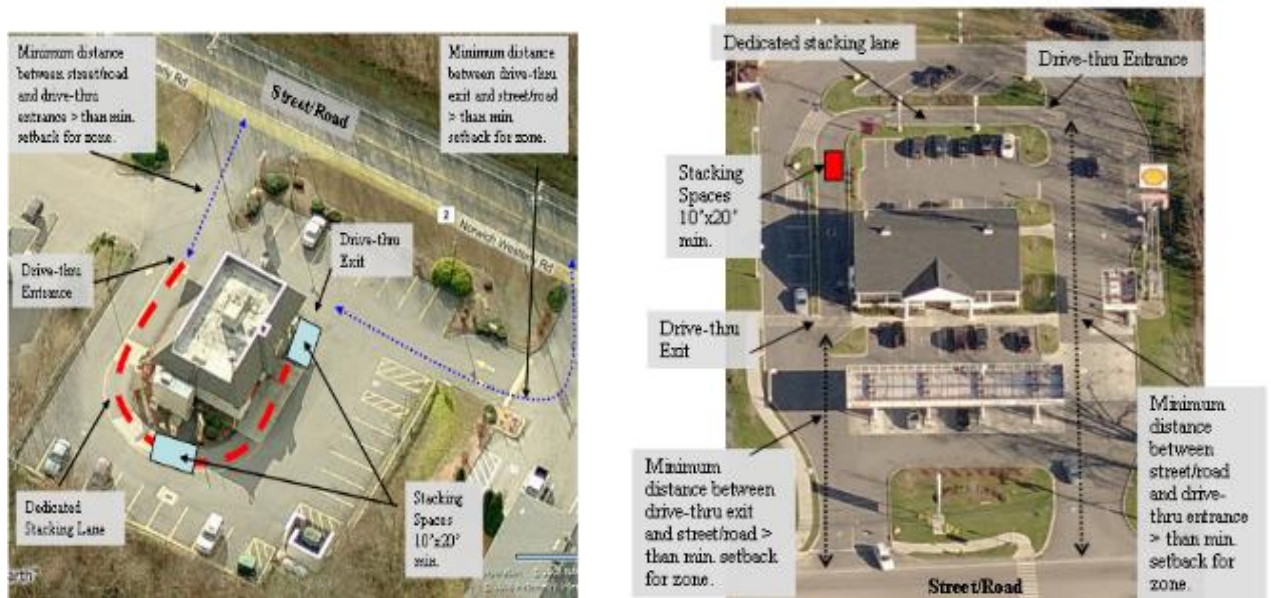 Minimum distance
between street/road
and drive-thru
entrance > than min.
setback for zone.
Street/Road
Minimum distance
between drive-thru
exit and street/road
> than min.
setback for zone.
2
Norwich Westerly Rd
Drive-thru
Exit
Drive-thru
Entrance
Dedicated
Stacking Lane
Stacking
Spaces
10"x20"
min.
Dedicated stacking lane
Drive-thru Entrance
Stacking
Spaces
10"x20"
min.
Drive-thru
Exit
Minimum
distance between
drive-thru exit
and street/road >
than min. setback
for zone.
Minimum
distance
between
street/road
and drive-
thru entrance
> than min.
setback for
zone.
Street/Road